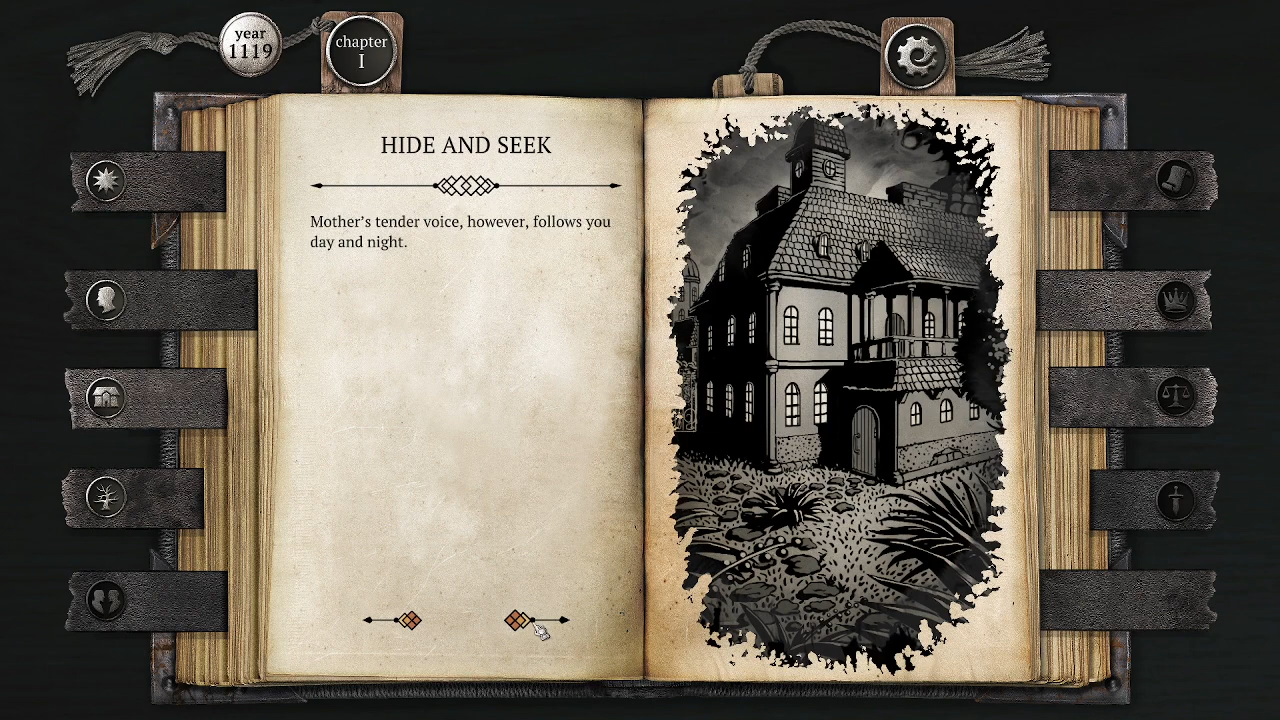 year
1119
chapter
I
HIDE AND SEEK
Mother's tender voice, however, follows you
day and night.